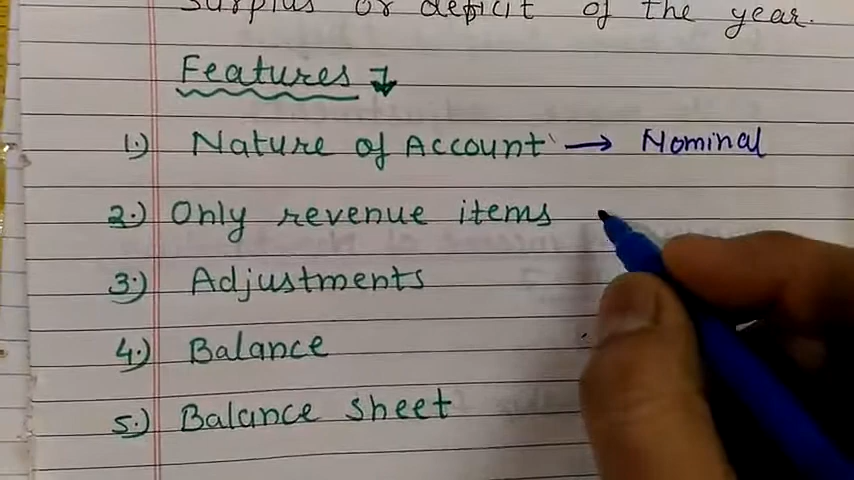 surplus or deficit of the year.
Features
1.) Nature of Account → Nominal
2.) Only revenue items
3.) Adjustments
4.) Balance
5.) Balance sheet